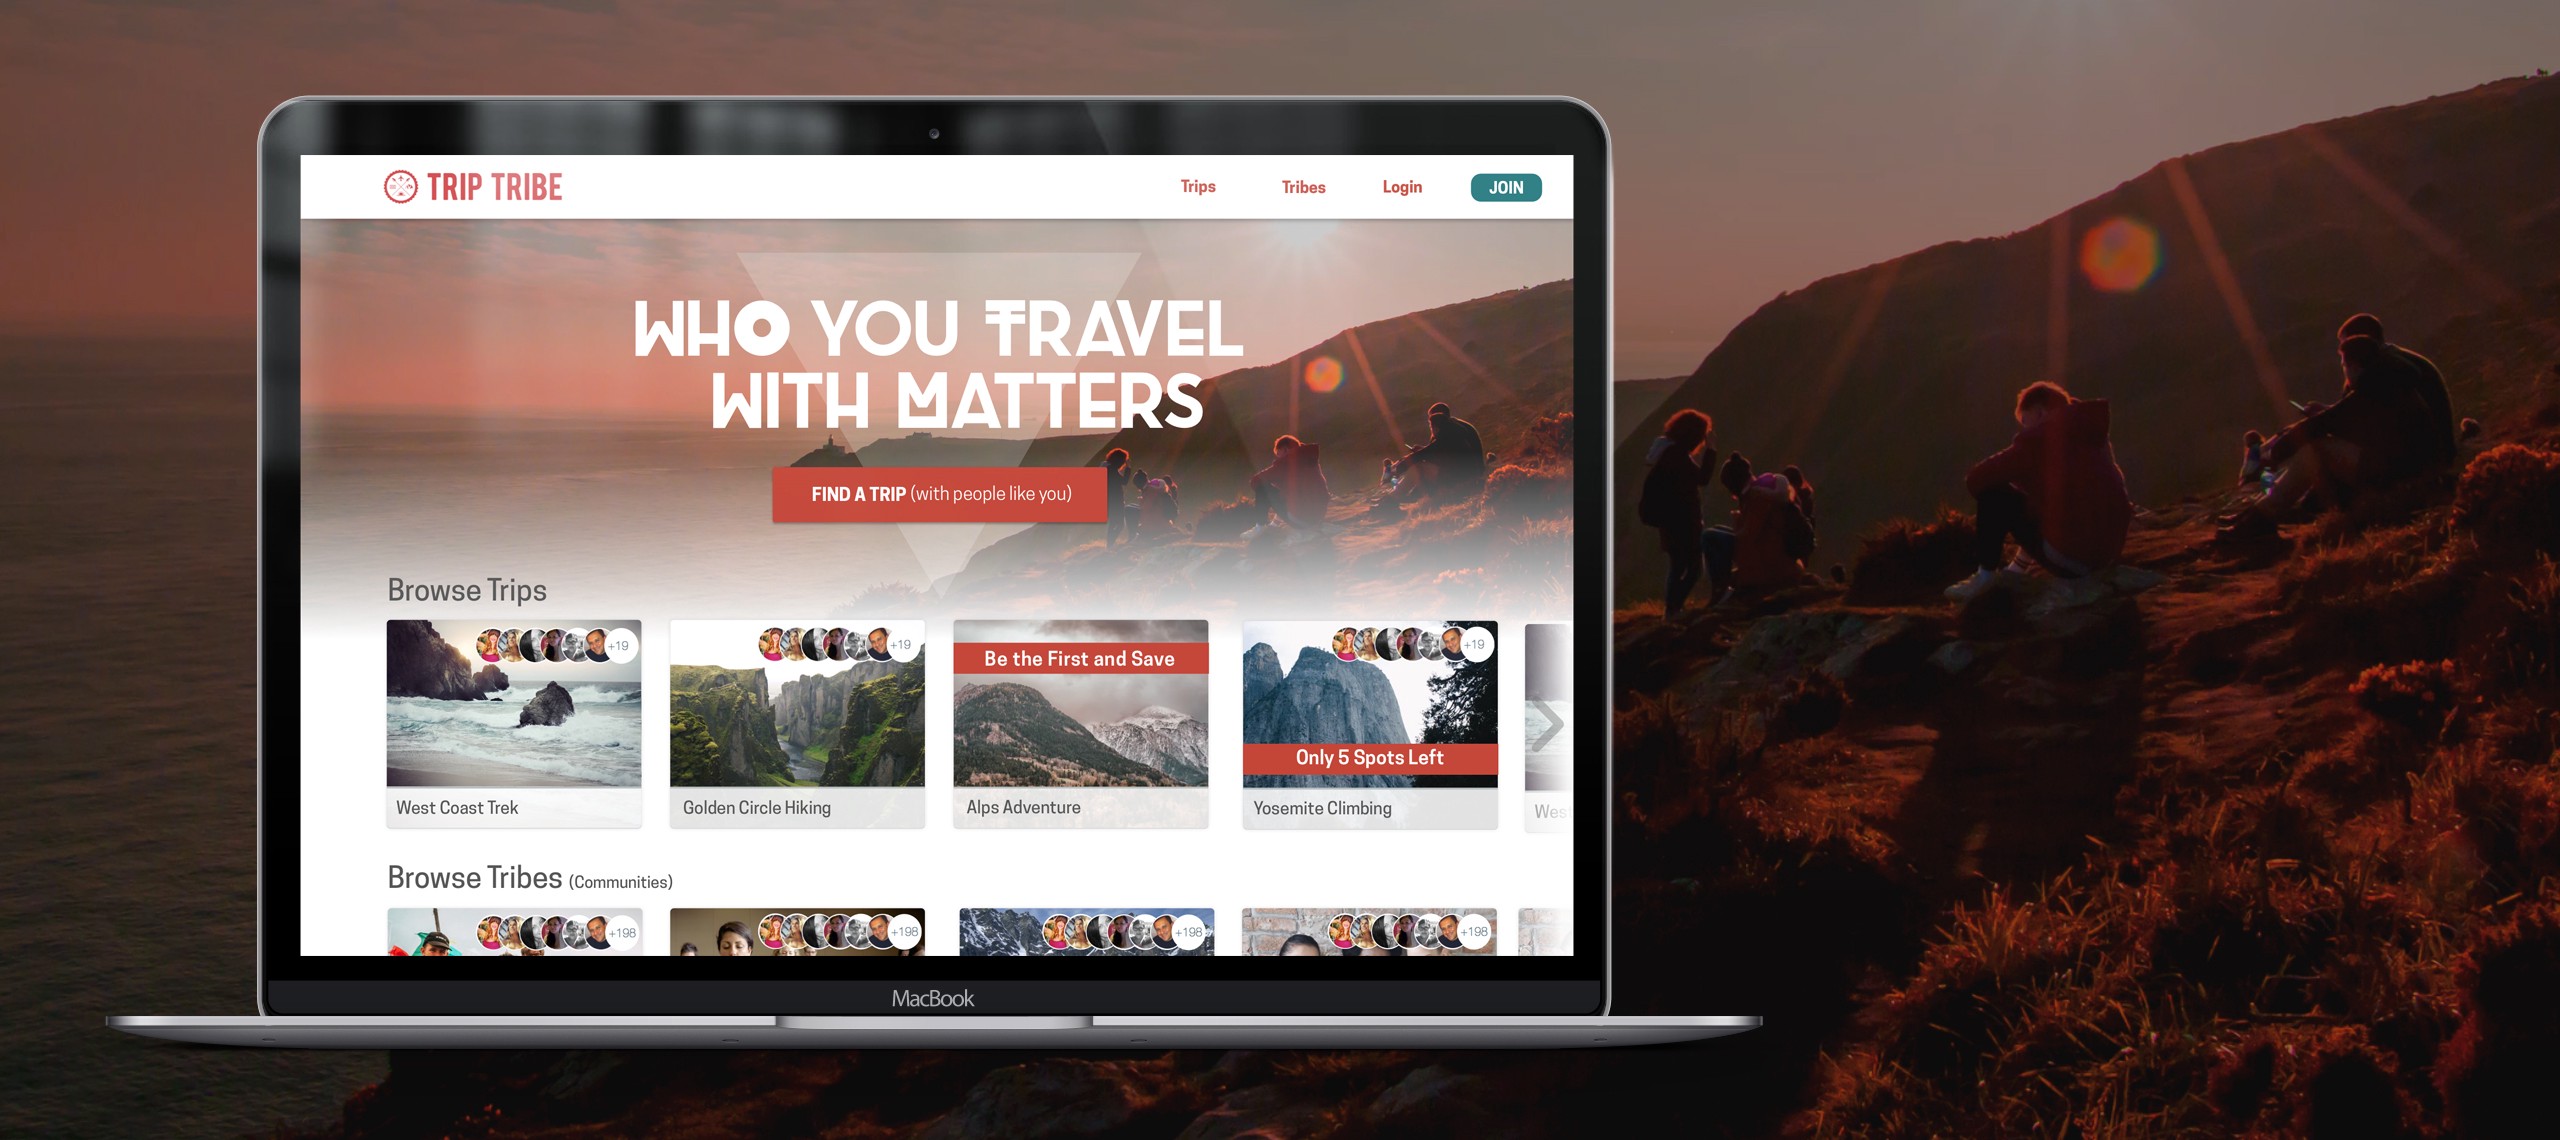 TRIP TRIBE
Trips
Tribes
Login
JOIN
WHO YOU TRAVEL
WITH MATTERS
FIND A TRIP (with people like you)
Browse Trips
+19
+19
Be the First and Save
+19
Only 5 Spots Left
West Coast Trek
Golden Circle Hiking
Alps Adventure
Yosemite Climbing
Wes
Browse Tribes (Communities)
+198
+198
+198
+198
MacBook